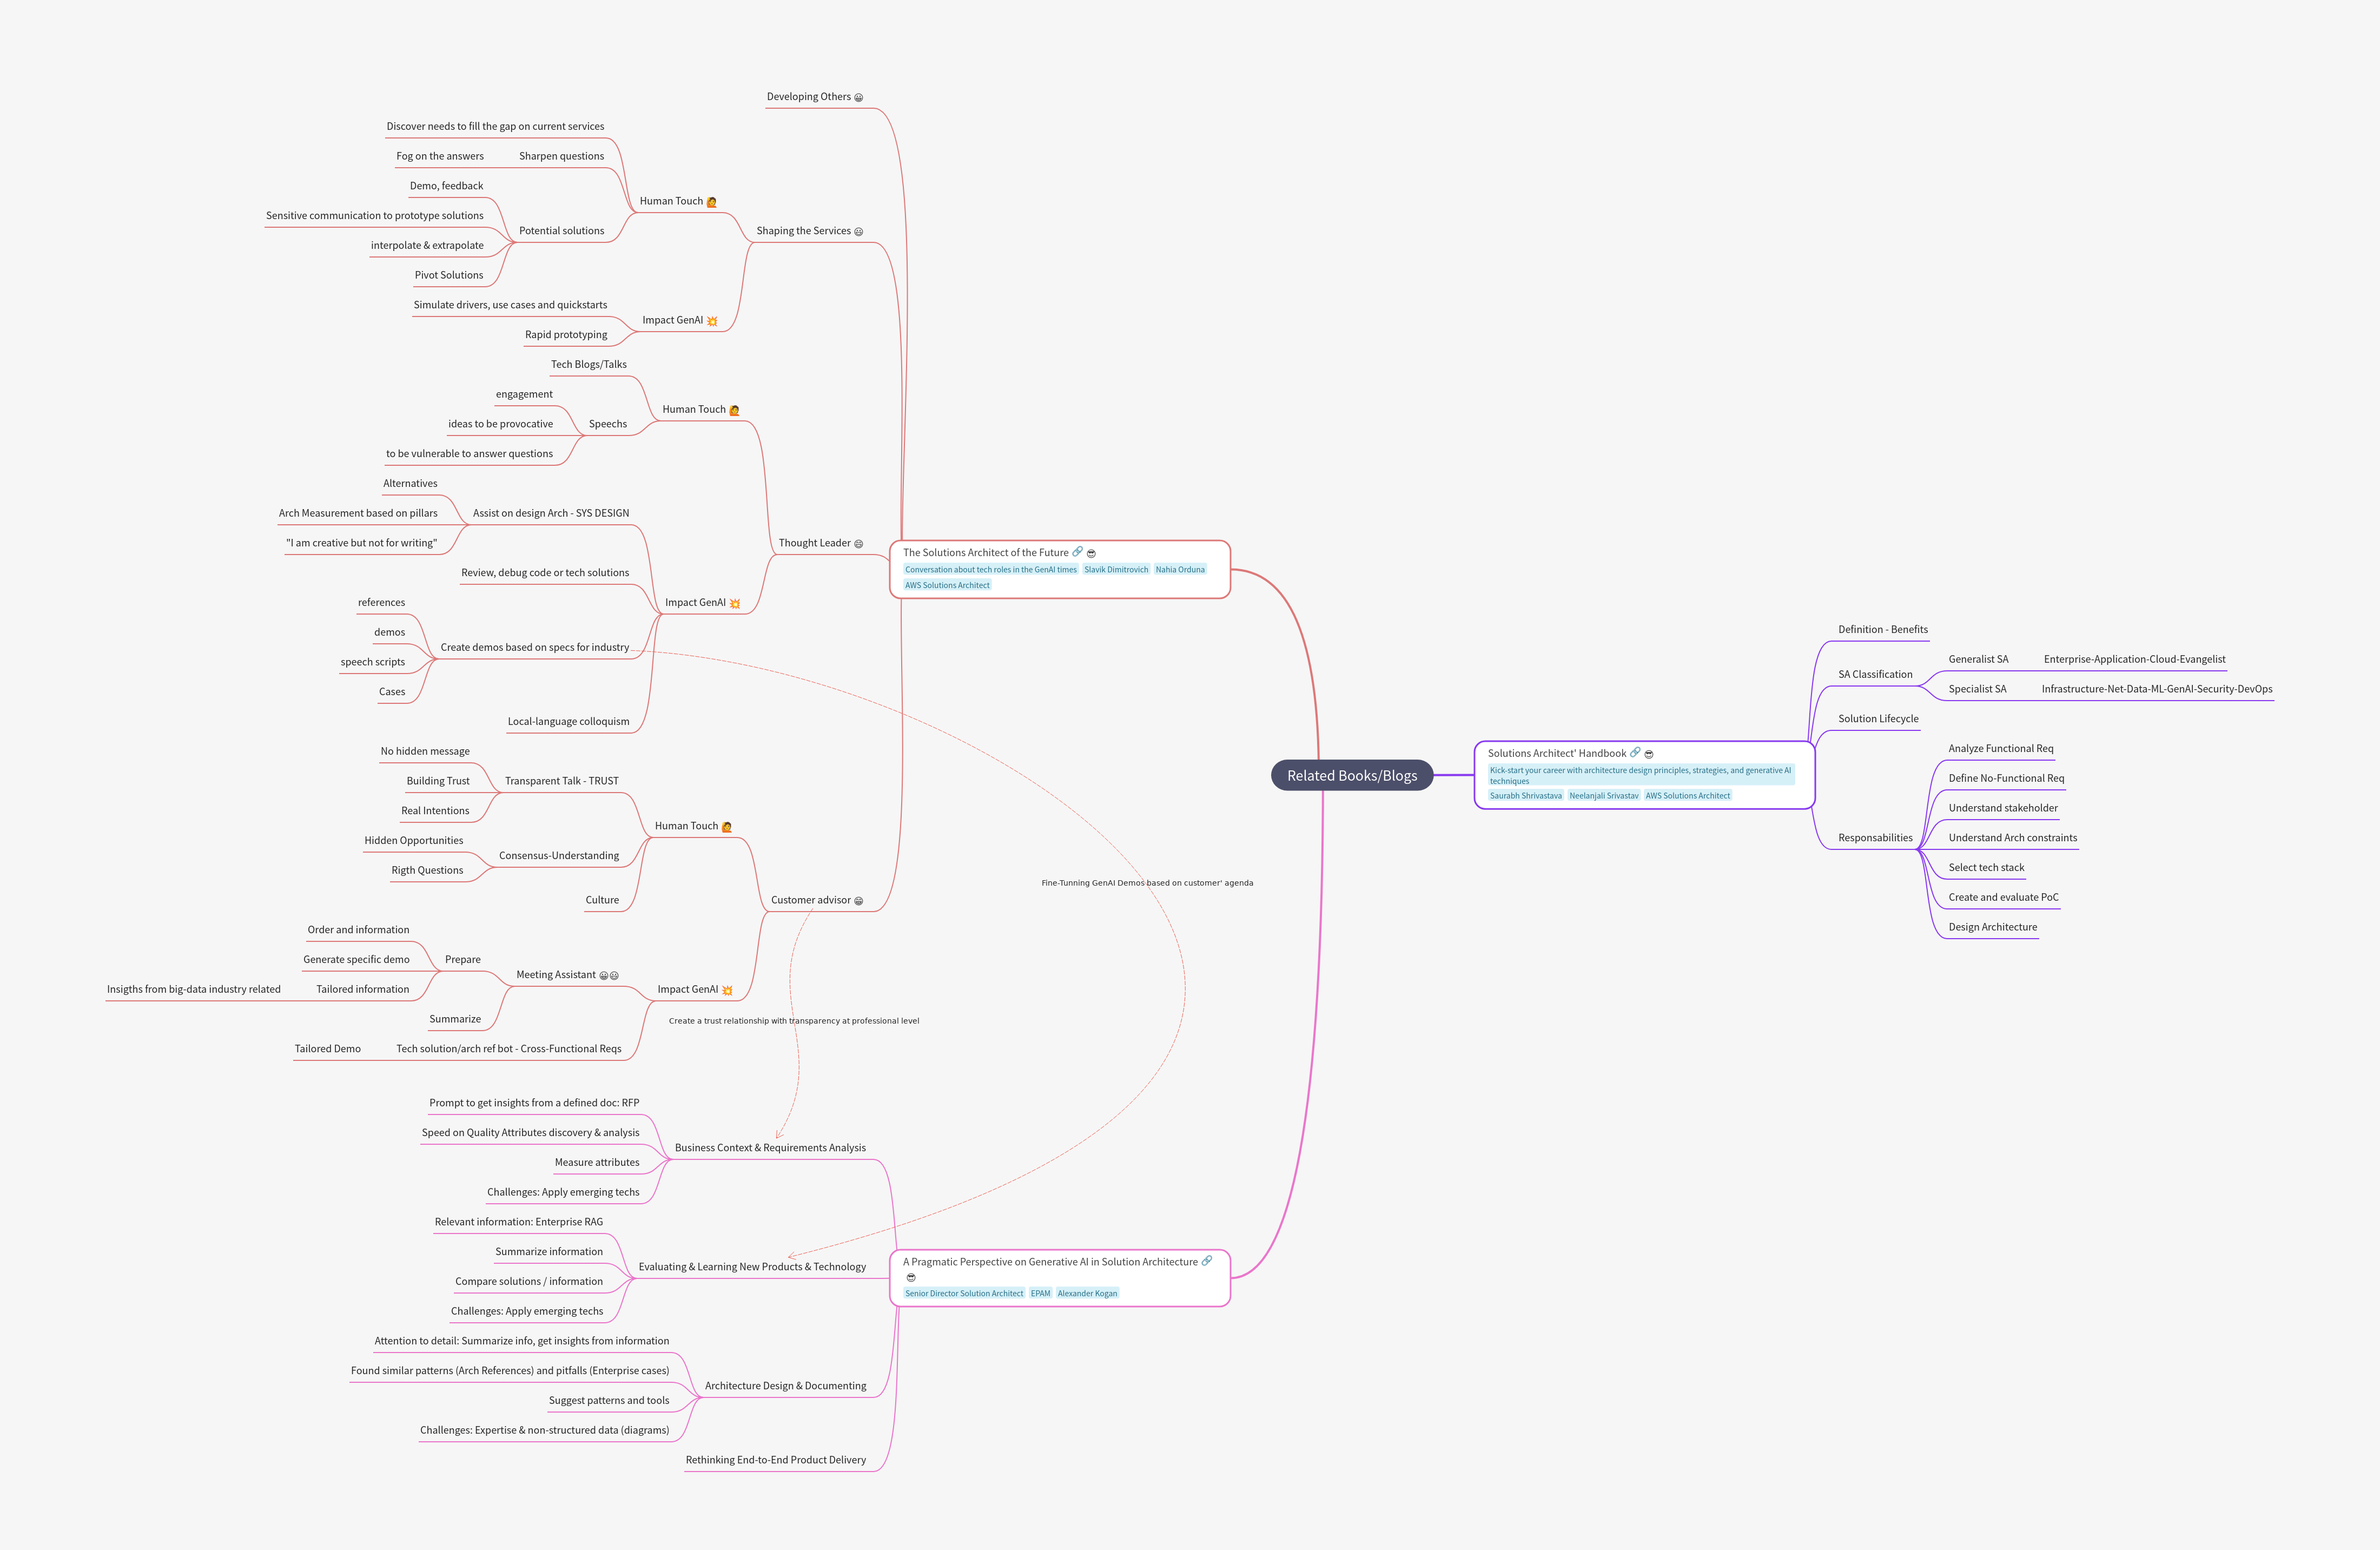 Related Books/Blogs
The Solutions Architect of the Future 🔗 😎
Conversation about tech roles in the GenAI times Slavik Dimitrovich Nahia Orduna
AWS Solutions Architect
Developing Others 😀
Shaping the Services 😃
Human Touch 🙋
Discover needs to fill the gap on current services
Sharpen questions
Fog on the answers
Potential solutions
Demo, feedback
Sensitive communication to prototype solutions
interpolate & extrapolate
Pivot Solutions
Impact GenAI 💥
Simulate drivers, use cases and quickstarts
Rapid prototyping
Thought Leader 😄
Human Touch 🙋
Tech Blogs/Talks
Speechs
engagement
ideas to be provocative
to be vulnerable to answer questions
Impact GenAI 💥
Assist on design Arch - SYS DESIGN
Alternatives
Arch Measurement based on pillars
"I am creative but not for writing"
Review, debug code or tech solutions
Create demos based on specs for industry
references
demos
speech scripts
Cases
Local-language colloquism
Customer advisor 😁
Human Touch 🙋
Transparent Talk - TRUST
No hidden message
Building Trust
Real Intentions
Consensus-Understanding
Hidden Opportunities
Rigth Questions
Culture
Impact GenAI 💥
Meeting Assistant 😀😃
Prepare
Order and information
Generate specific demo
Tailored information
Insigths from big-data industry related
Summarize
Tech solution/arch ref bot - Cross-Functional Reqs
Tailored Demo
Fine-Tunning GenAI Demos based on customer' agenda
Create a trust relationship with transparency at professional level
A Pragmatic Perspective on Generative AI in Solution Architecture 🔗
😎
Senior Director Solution Architect EPAM Alexander Kogan
Business Context & Requirements Analysis
Prompt to get insights from a defined doc: RFP
Speed on Quality Attributes discovery & analysis
Measure attributes
Challenges: Apply emerging techs
Evaluating & Learning New Products & Technology
Relevant information: Enterprise RAG
Summarize information
Compare solutions / information
Challenges: Apply emerging techs
Architecture Design & Documenting
Attention to detail: Summarize info, get insights from information
Found similar patterns (Arch References) and pitfalls (Enterprise cases)
Suggest patterns and tools
Challenges: Expertise & non-structured data (diagrams)
Rethinking End-to-End Product Delivery
Solutions Architect' Handbook 🔗 😎
Kick-start your career with architecture design principles, strategies, and generative AI
techniques
Saurabh Shrivastava Neelanjali Srivastav AWS Solutions Architect
Definition - Benefits
SA Classification
Generalist SA
Enterprise-Application-Cloud-Evangelist
Specialist SA
Infrastructure-Net-Data-ML-GenAI-Security-DevOps
Solution Lifecycle
Responsabilities
Analyze Functional Req
Define No-Functional Req
Understand stakeholder
Understand Arch constraints
Select tech stack
Create and evaluate PoC
Design Architecture